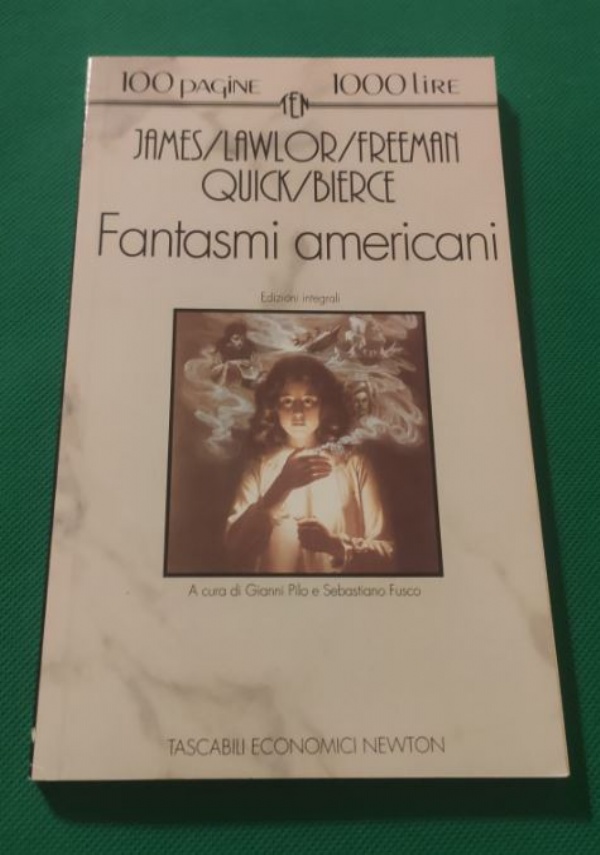 100 pagine 1000 lire
TEN
JAMES/LAWLOR/FREEMAN
QUICK/BIERCE
Fantasmi americani
Edizioni integrali
A cura di Gianni Pilo e Sebastiano Fusco
TASCABILI ECONOMICI NEWTON